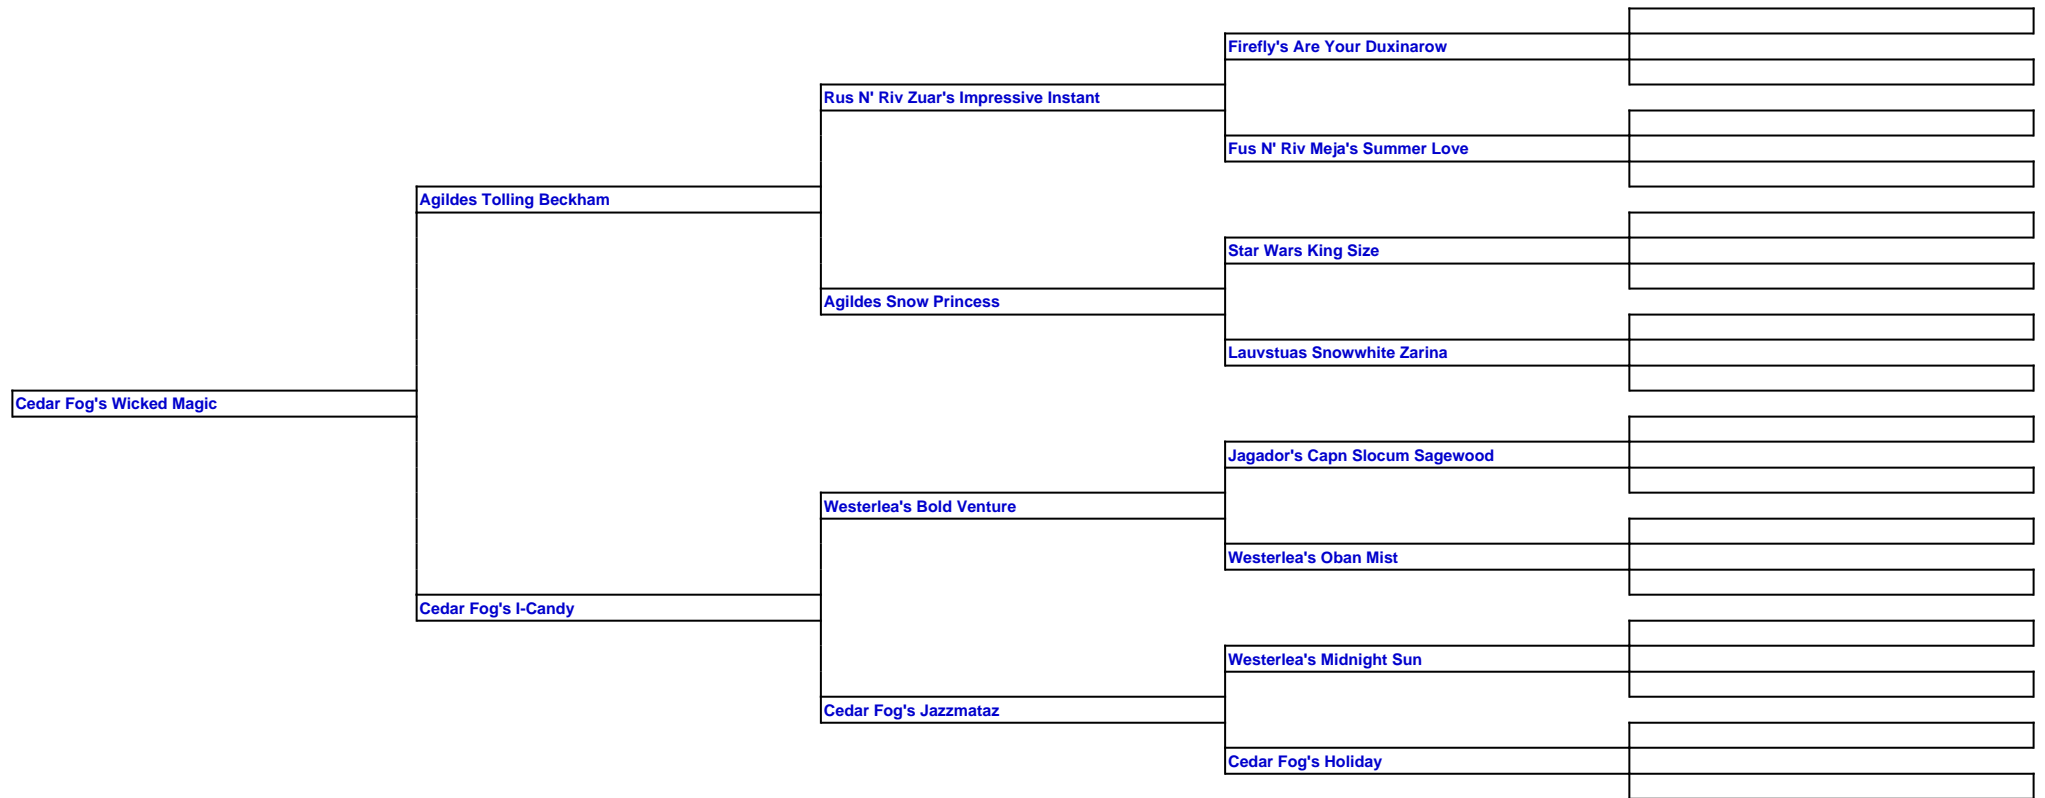 Firefly's Are Your Duxinarow
Rus N' Riv Zuar's Impressive Instant
Fus N' Riv Meja's Summer Love
Agildes Tolling Beckham
Star Wars King Size
Agildes Snow Princess
Lauvstuas Snowwhite Zarina
Cedar Fog's Wicked Magic
Jagador's Capn Slocum Sagewood
Westerlea's Bold Venture
Westerlea's Oban Mist
Cedar Fog's I-Candy
Westerlea's Midnight Sun
Cedar Fog's Jazzmataz
Cedar Fog's Holiday